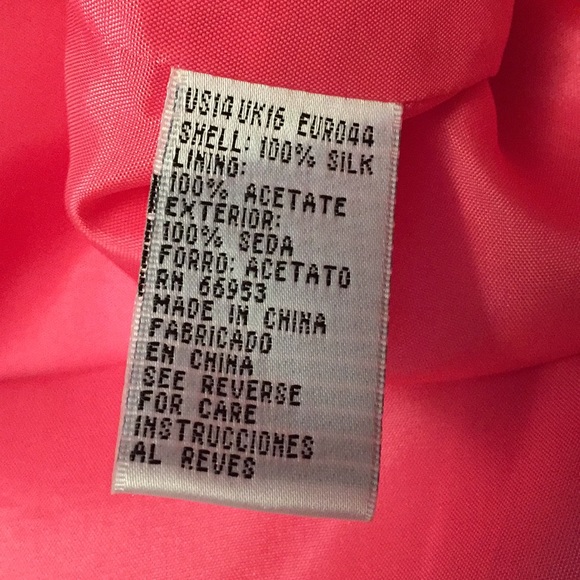 US14 UK16 EURO44
SHELL: 100% SILK
LINING:
100% ACETATE
EXTERIOR:
100% SEDA
FORRO: ACETATO
RN 66953
MADE IN CHINA
FABRICADO
EN CHINA
SEE REVERSE
FOR CARE
INSTRUCCIONES
AL REVES